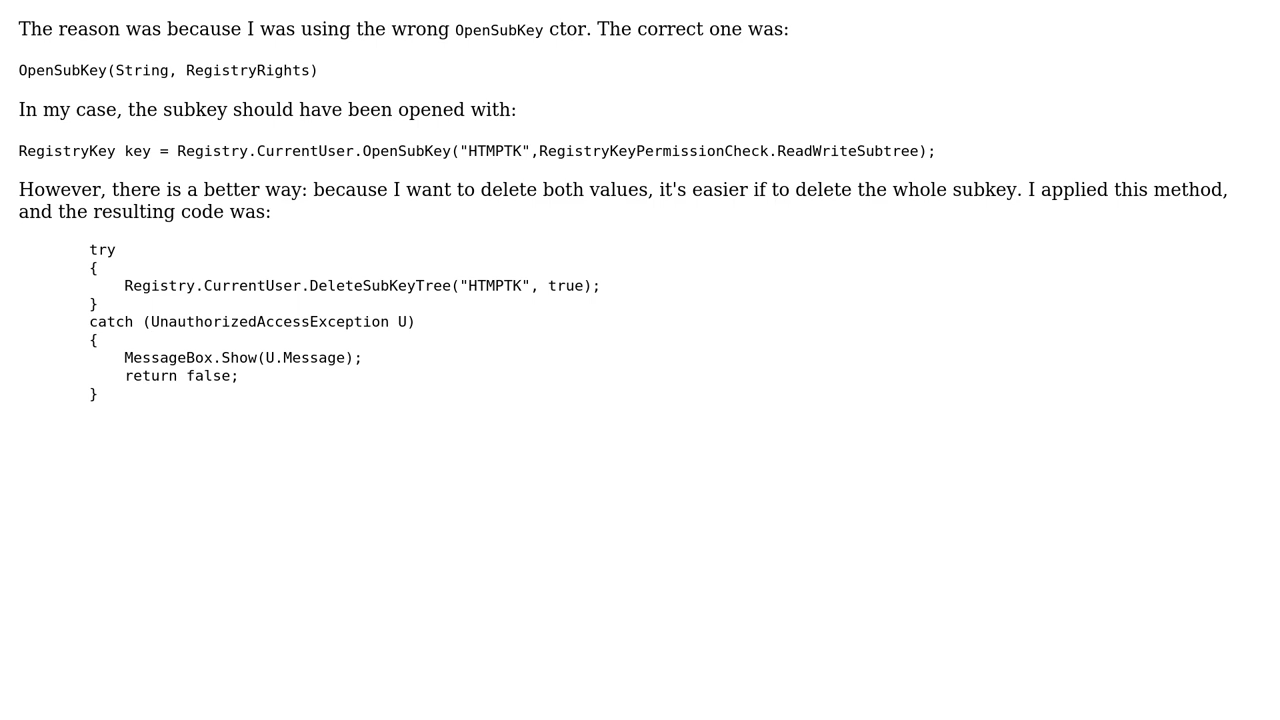 The reason was because I was using the wrong OpenSubKey ctor. The correct one was:
OpenSubKey(String, RegistryRights)
In my case, the subkey should have been opened with:
RegistryKey key = Registry.CurrentUser.OpenSubKey("HTMPTK",RegistryKeyPermissionCheck.ReadWriteSubtree);
However, there is a better way: because I want to delete both values, it's easier if to delete the whole subkey. I applied this method,
and the resulting code was:
try
{
    Registry.CurrentUser.DeleteSubKeyTree("HTMPTK", true);
}
catch (UnauthorizedAccessException U)
{
    MessageBox.Show(U.Message);
    return false;
}